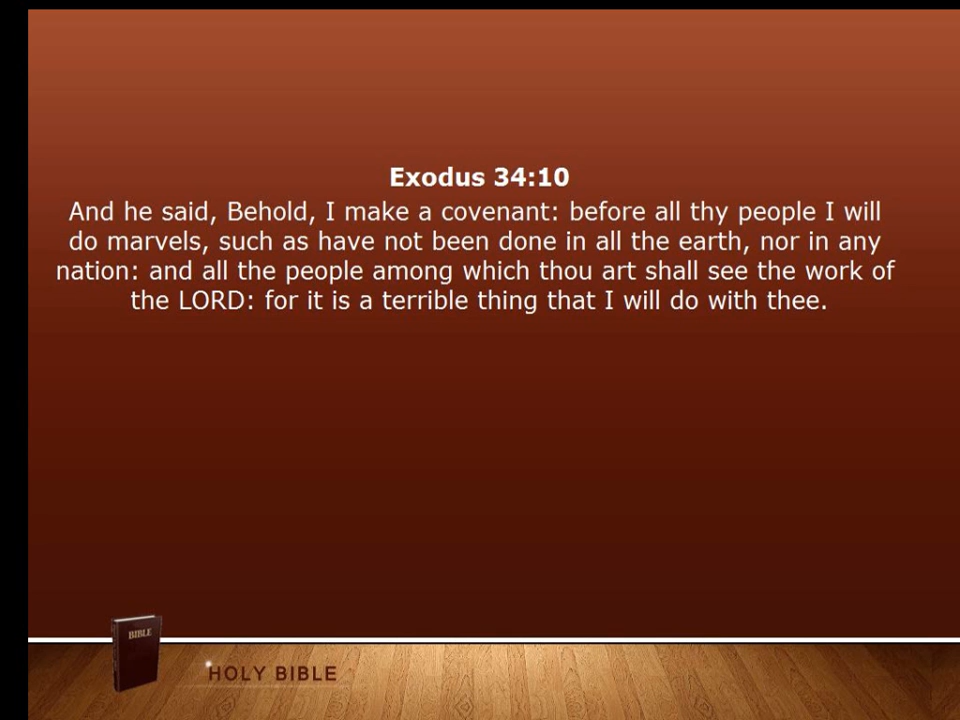 Exodus 34:10
And he said, Behold, I make a covenant: before all thy people I will
do marvels, such as have not been done in all the earth, nor in any
nation: and all the people among which thou art shall see the work of
the LORD: for it is a terrible thing that I will do with thee.
BIBLE
HOLY BIBLE